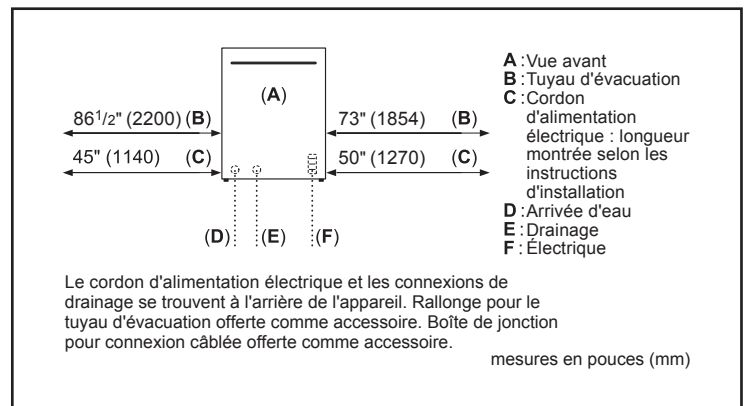 (A)
86 1/2" (2200) (B)
73" (1854) (B)
45" (1140) (C)
50" (1270) (C)
(D) (E) (F)
A : Vue avant
B : Tuyau d'évacuation
C : Cordon
d'alimentation
électrique : longueur
montrée selon les
instructions
d'installation
D : Arrivée d'eau
E : Drainage
F : Électrique
Le cordon d'alimentation électrique et les connexions de
drainage se trouvent à l'arrière de l'appareil. Rallonge pour le
tuyau d'évacuation offerte comme accessoire. Boîte de jonction
pour connexion câblée offerte comme accessoire.
mesures en pouces (mm)